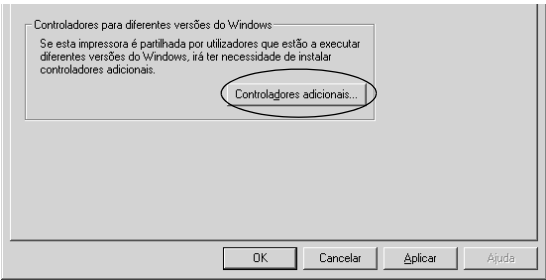 Controladores para diferentes versões do Windows
Se esta impressora é partilhada por utilizadores que estão a executar
diferentes versões do Windows, irá ter necessidade de instalar
controladores adicionais.
Controladores adicionais...
OK Cancelar Aplicar Ajuda